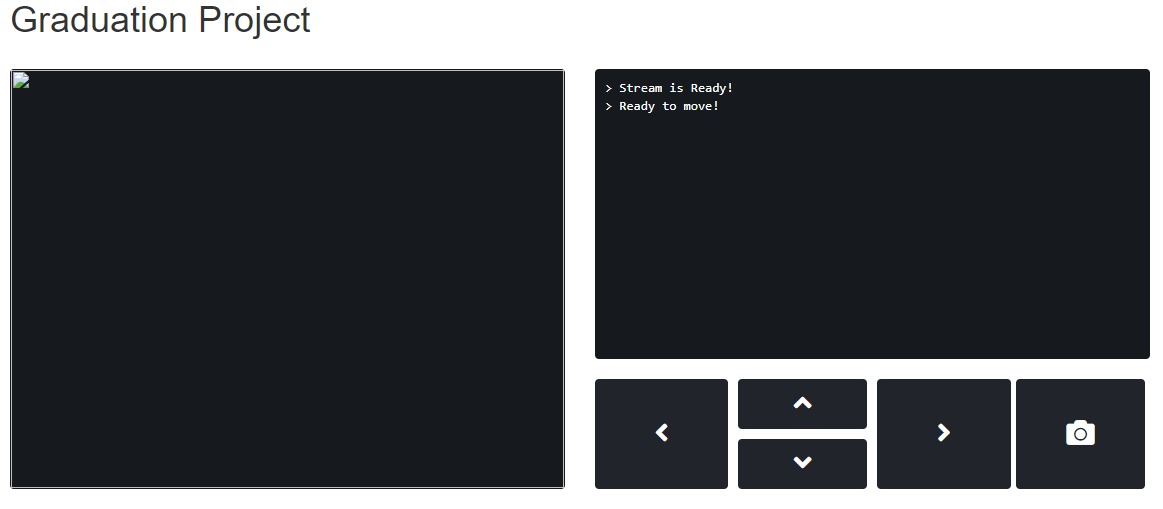 Graduation Project
> Stream is Ready!
> Ready to move!